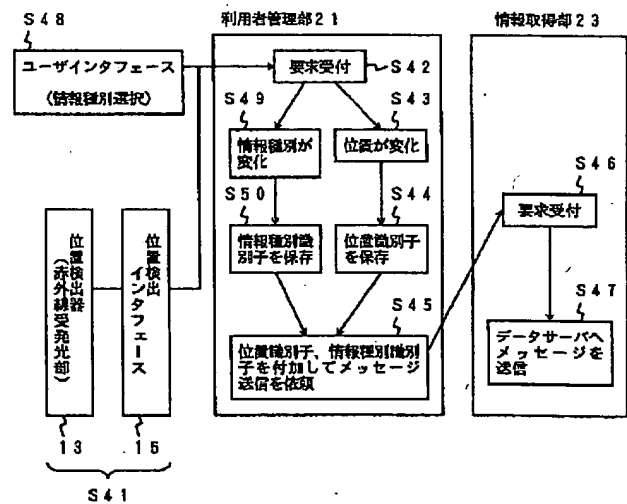 S48
ユーザインタフェース
(情報種別選択)
利用者管理部21
要求受付
S42
S49
S43
情報種別が
変化
位置が変化
S50
S44
情報種別識
別子を保存
位置識別子
を保存
S45
位置識別子、情報種別識別
子を付加してメッセージ
送信を依頼
情報取得部23
S46
要求受付
S47
データサーバへ
メッセージを
送信
位置検出器
(赤外線受発光部)
位置検出
インタフェース
13
15
S41